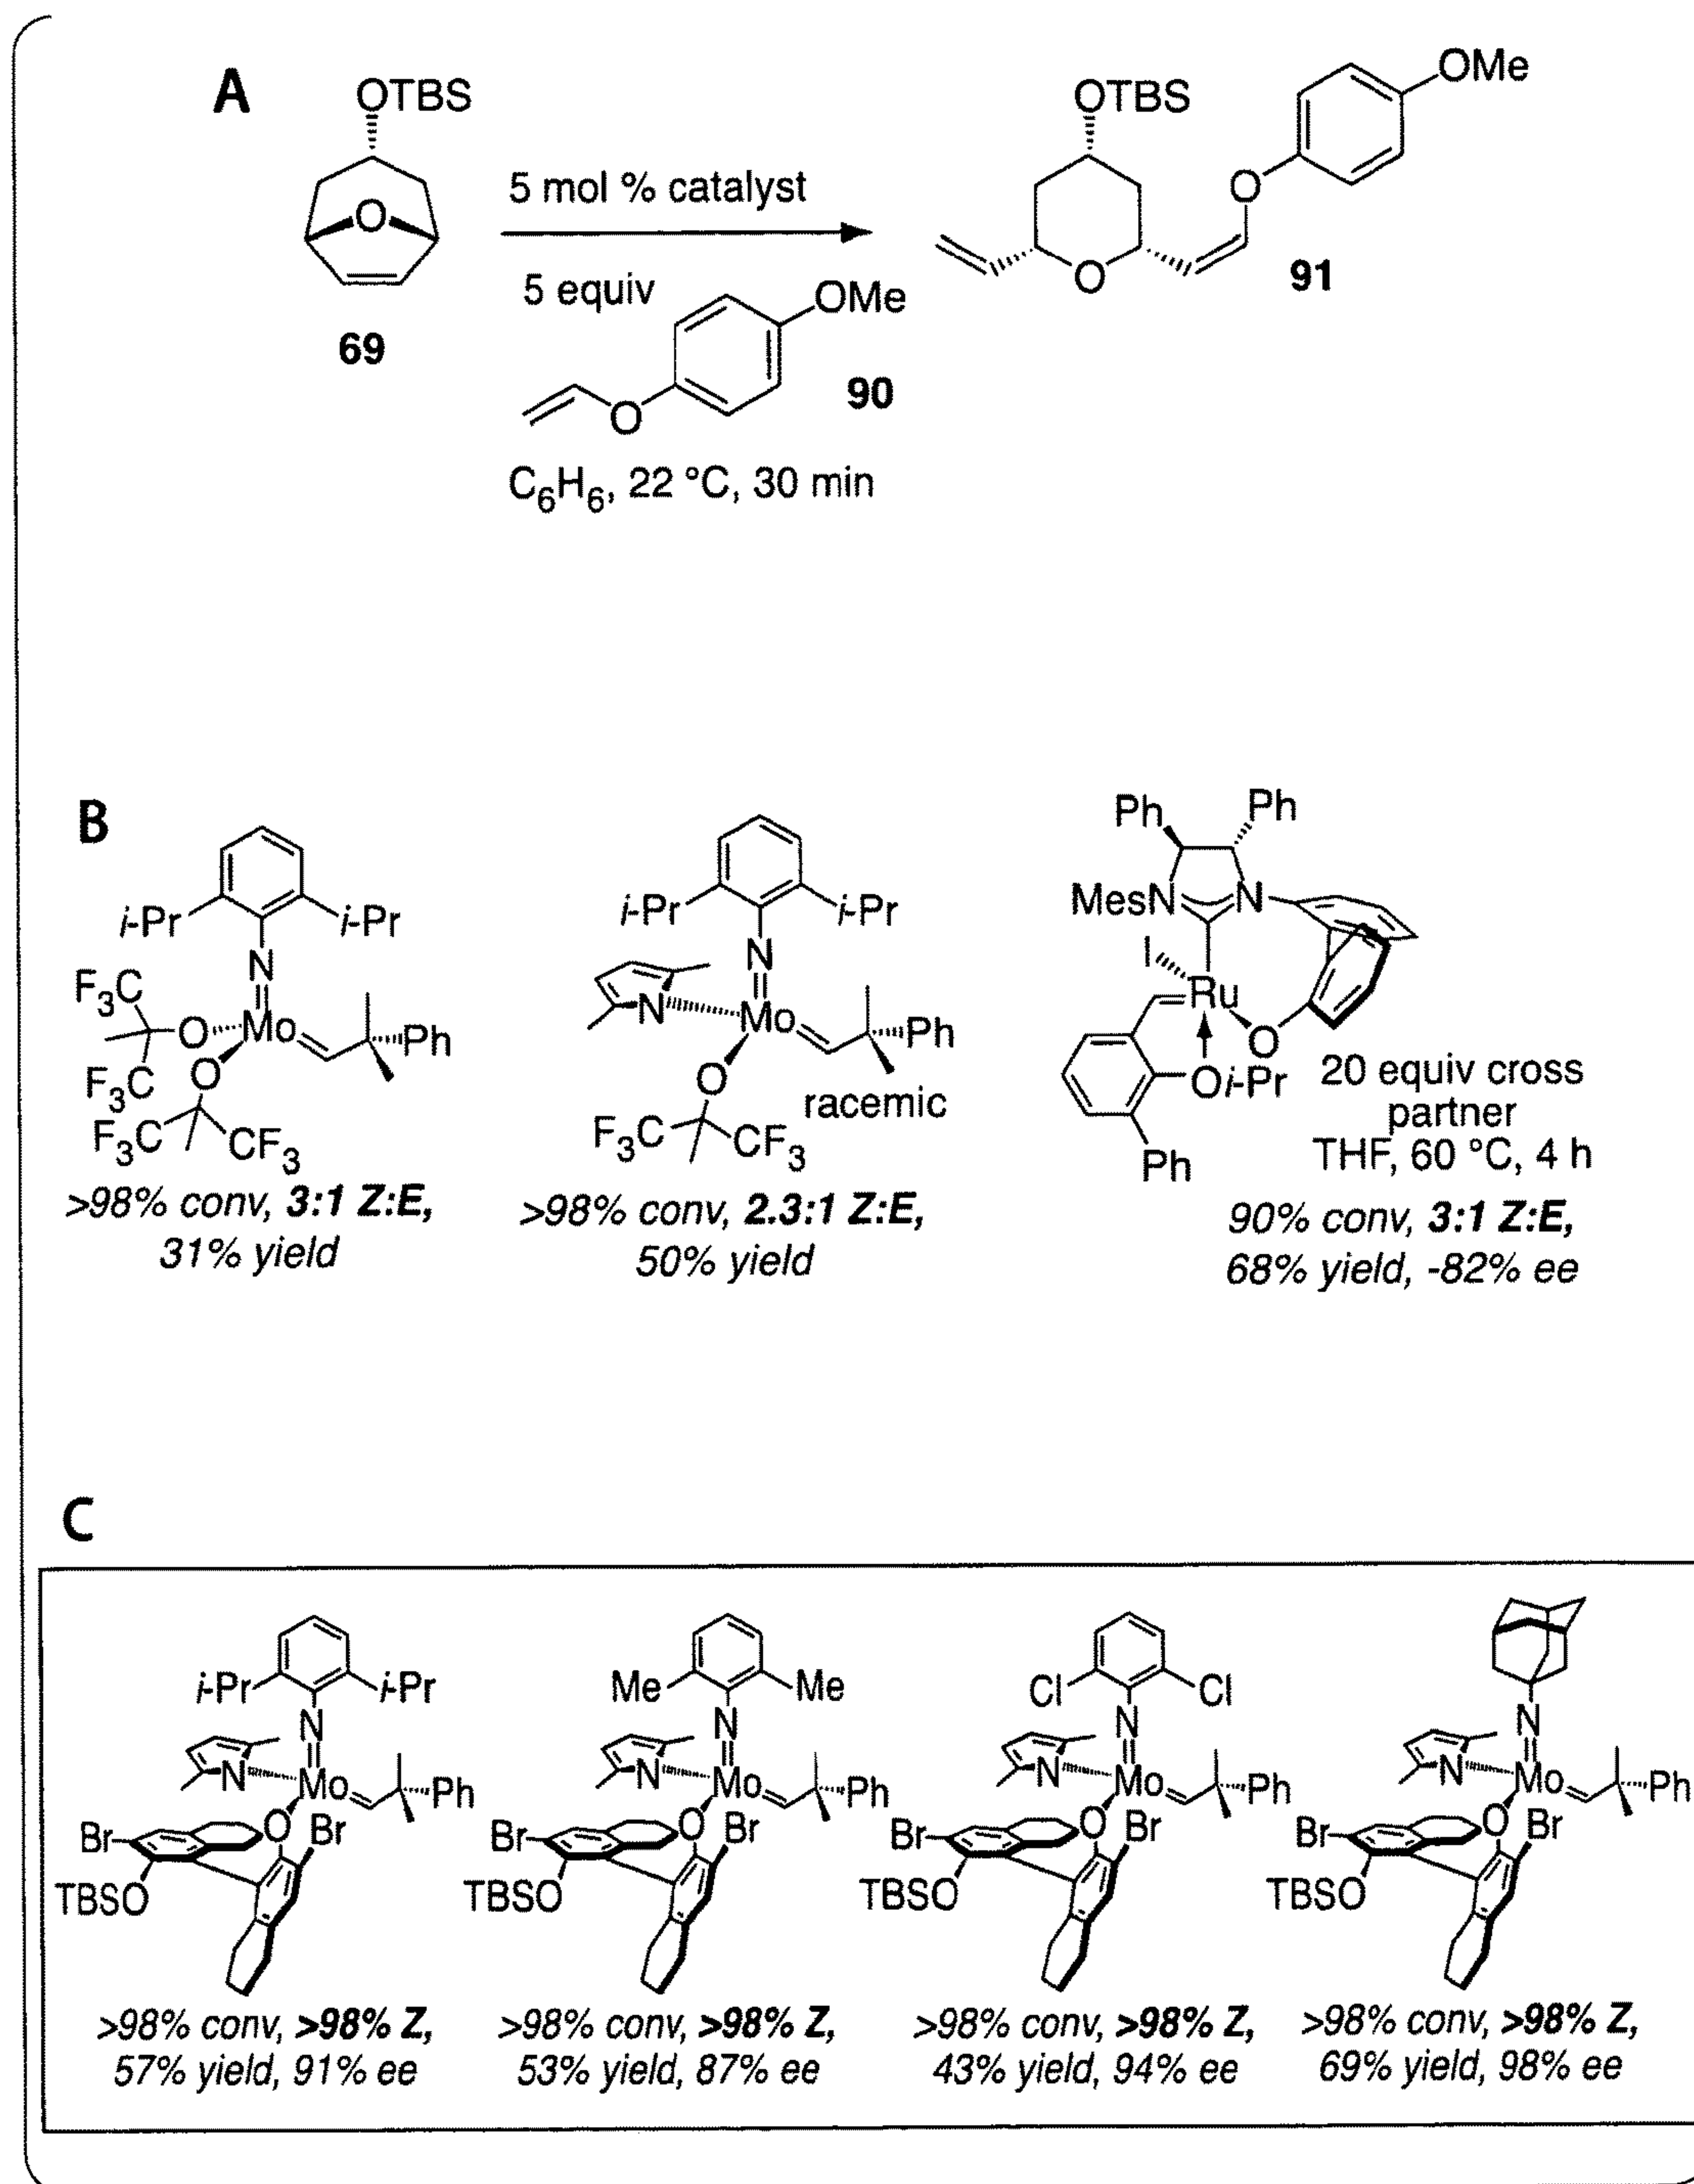 A
OTBS
O
69
5 mol % catalyst
5 equiv
OMe
O
90
C6H6, 22 °C, 30 min
OTBS
OMe
O
O
91
B
i-Pr
i-Pr
N
F3C
O
Mo
Ph
F3C
O
F3C
CF3
>98% conv, 3:1 Z:E,
31% yield
i-Pr
i-Pr
N
N
Mo
Ph
O
racemic
F3C
CF3
>98% conv, 2.3:1 Z:E,
50% yield
Ph
Ph
MesN
N
I
Ru
O
Oi-Pr
Ph
20 equiv cross
partner
THF, 60 °C, 4 h
90% conv, 3:1 Z:E,
68% yield, -82% ee
C
i-Pr
i-Pr
N
N
Mo
Ph
O
Br
Br
TBSO
>98% conv, >98% Z,
57% yield, 91% ee
Me
Me
N
N
Mo
Ph
O
Br
Br
TBSO
>98% conv, >98% Z,
53% yield, 87% ee
Cl
Cl
N
N
Mo
Ph
O
Br
Br
TBSO
>98% conv, >98% Z,
43% yield, 94% ee
N
N
Mo
Ph
O
Br
Br
TBSO
>98% conv, >98% Z,
69% yield, 98% ee